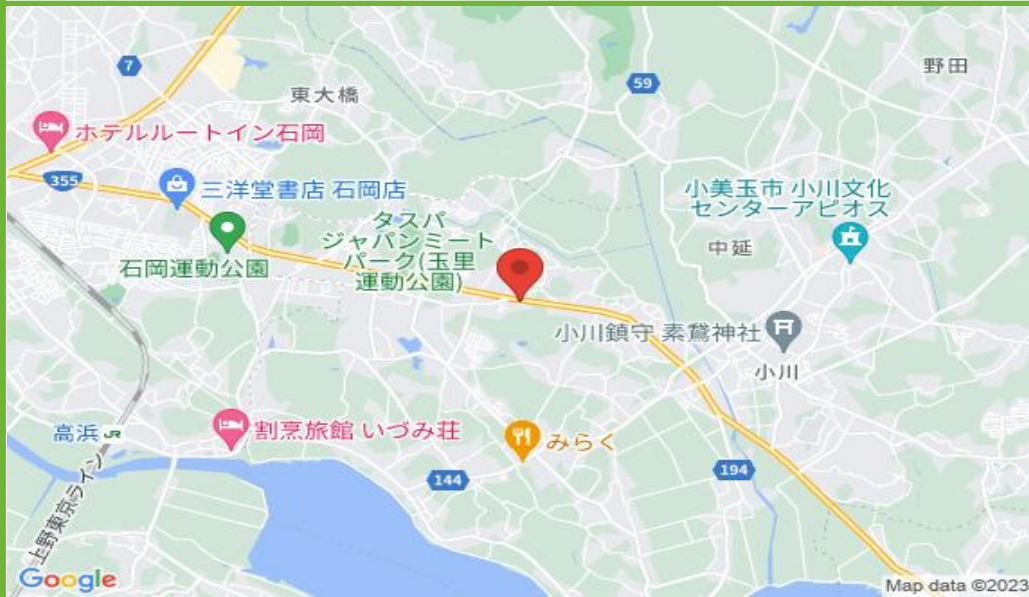 7
東大橋
59
野田
ホテルルートイン石岡
355
三洋堂書店 石岡店
小美玉市 小川文化
センターアピオス
タスパ
ジャパンミート
パーク(玉里
運動公園)
中延
石岡運動公園
小川鎮守 素鵞神社
小川
高浜 JR
割烹旅館 いづみ荘
みらく
144
194
上野東京ライン
Google
Map data ©2023